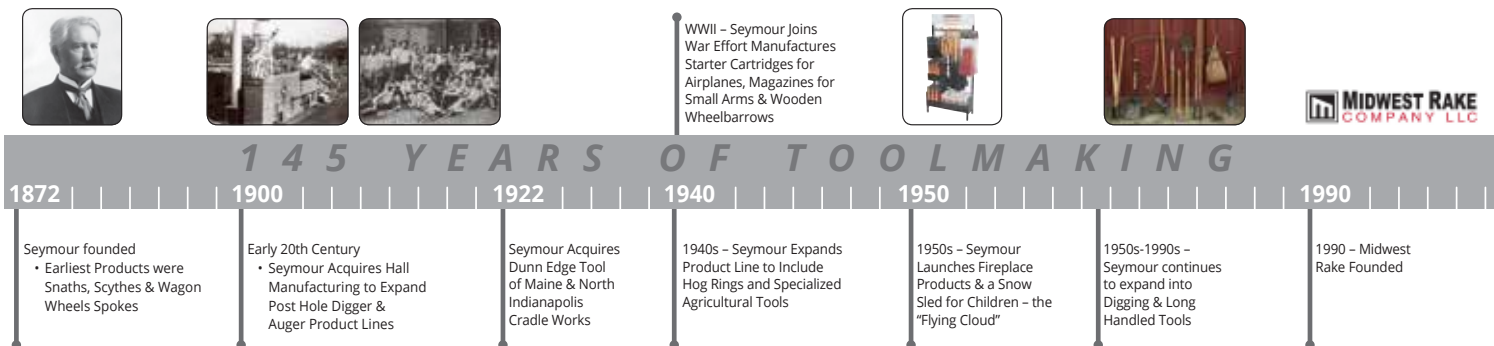 WWII – Seymour Joins
War Effort Manufactures
Starter Cartridges for
Airplanes, Magazines for
Small Arms & Wooden
Wheelbarrows
MIDWEST RAKE
COMPANY LLC
145 YEARS OF TOOLMAKING
1872
1900
1922
1940
1950
1990
Seymour founded
• Earliest Products were
Snaths, Scythes & Wagon
Wheels Spokes
Early 20th Century
• Seymour Acquires Hall
Manufacturing to Expand
Post Hole Digger &
Auger Product Lines
Seymour Acquires
Dunn Edge Tool
of Maine & North
Indianapolis
Cradle Works
1940s – Seymour Expands
Product Line to Include
Hog Rings and Specialized
Agricultural Tools
1950s – Seymour
Launches Fireplace
Products & a Snow
Sled for Children – the
“Flying Cloud”
1950s-1990s –
Seymour continues
to expand into
Digging & Long
Handled Tools
1990 – Midwest
Rake Founded